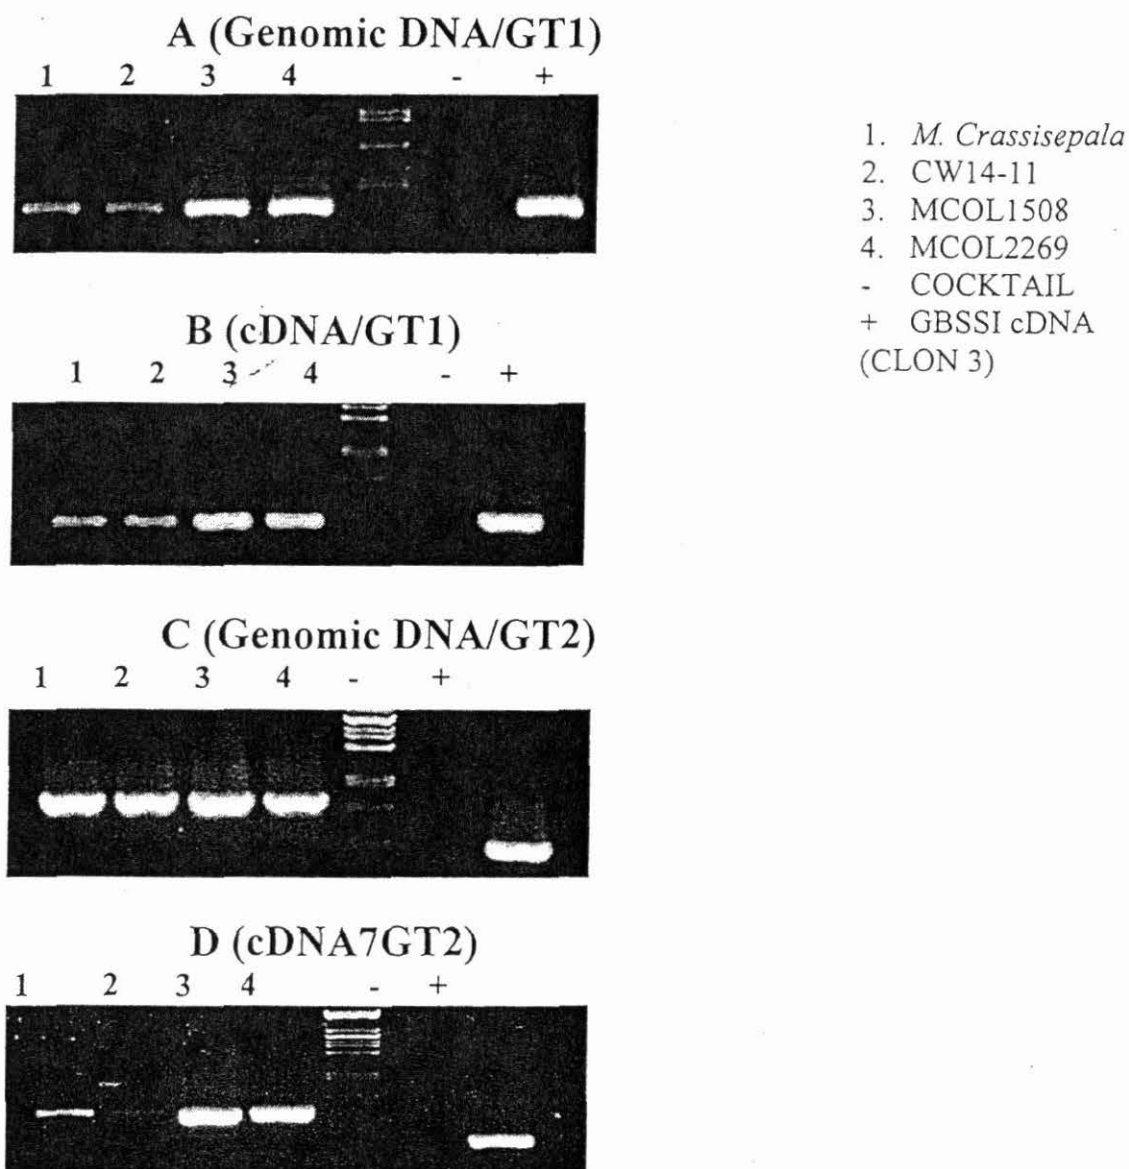 A (Genomic DNA/GT1)
1 2 3 4 - +
1. M. Crassisepala
2. CW14-11
3. MCOL1508
4. MCOL2269
- COCKTAIL
+ GBSSI cDNA
(CLON 3)
B (cDNA/GT1)
1 2 3 4 - +
C (Genomic DNA/GT2)
1 2 3 4 - +
D (cDNA7GT2)
1 2 3 4 - +